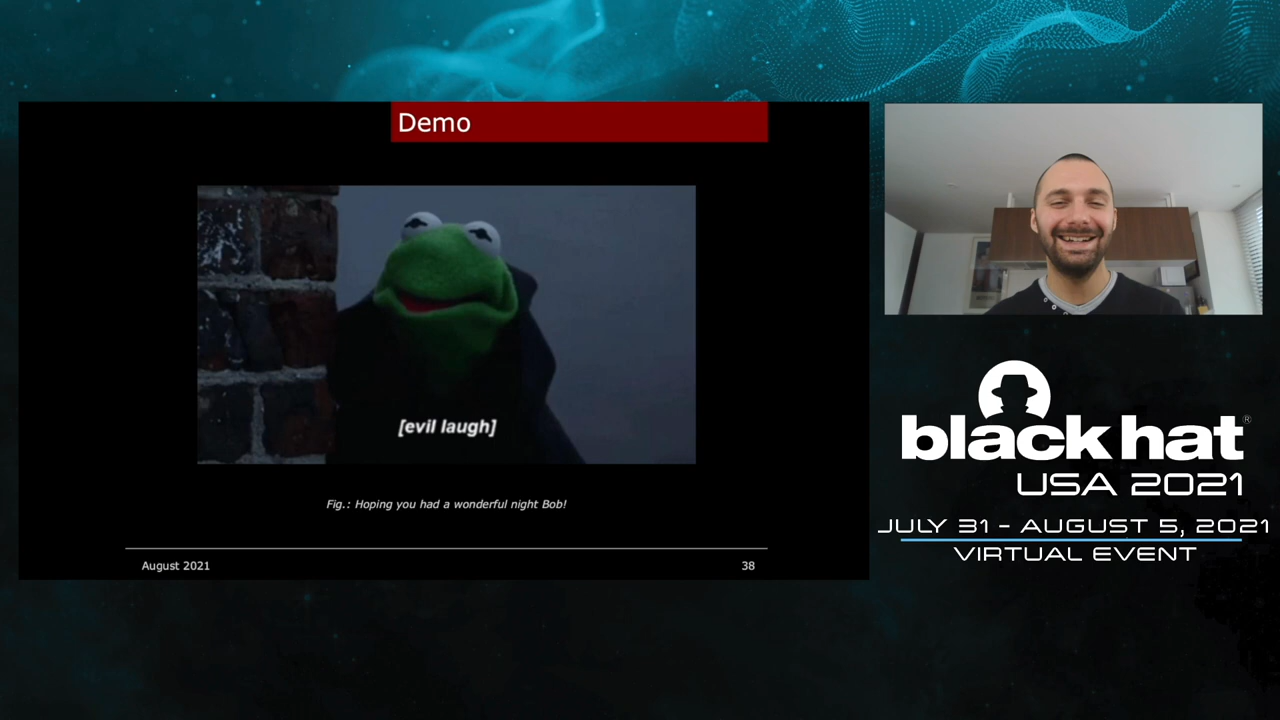 Demo
[evil laugh]
Fig.: Hoping you had a wonderful night Bob!
August 2021
38
black hat®
USA 2021
JULY 31 - AUGUST 5, 2021
VIRTUAL EVENT